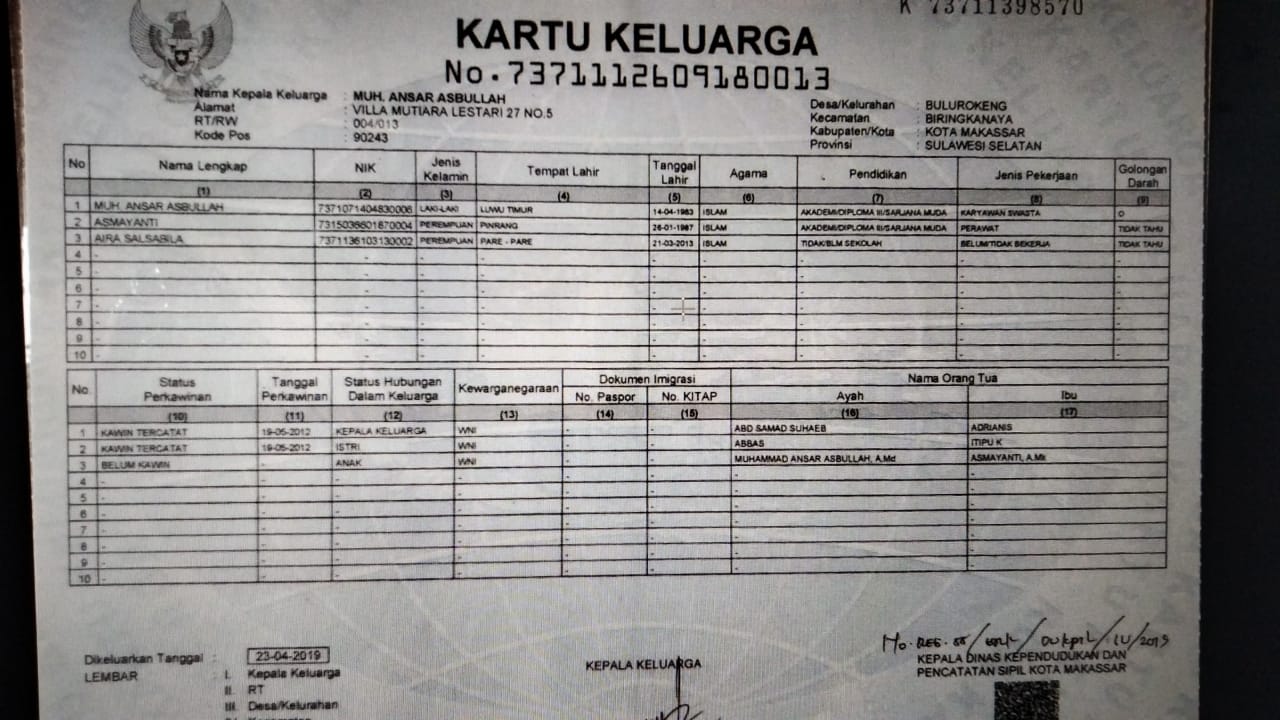 K 73711398570
KARTU KELUARGA
No.7371112609180013
Nama Kepala Keluarga : MUH. ANSAR ASBULLAH
Alamat : VILLA MUTIARA LESTARI 27 NO.5
RT/RW : 004/013
Kode Pos : 90243
Desa/Kelurahan : BULUROKENG
Kecamatan : BIRINGKANAYA
Kabupaten/Kota : KOTA MAKASSAR
Provinsi : SULAWESI SELATAN
No Nama Lengkap NIK Jenis Kelamin Tempat Lahir Tanggal Lahir Agama Pendidikan Jenis Pekerjaan Golongan Darah
(1) (2) (3) (4) (5) (6) (7) (8) (9)
1 MUH. ANSAR ASBULLAH 7371071404830006 LAKI-LAKI LUWU TIMUR 14-04-1983 ISLAM AKADEMI/DIPLOMA III/SARJANA MUDA KARYAWAN SWASTA O
2 ASMAYANTI 7315036601870004 PEREMPUAN PINRANG 26-01-1987 ISLAM AKADEMI/DIPLOMA III/SARJANA MUDA PERAWAT TIDAK TAHU
3 AIRA SALSABILA 7371136103130002 PEREMPUAN PARE - PARE 21-03-2013 ISLAM TIDAK/BLM SEKOLAH BELUM/TIDAK BEKERJA TIDAK TAHU
4 - - - - - - - - -
5 - - - - - - - - -
6 - - - - - - - - -
7 - - - - - - - - -
8 - - - - - - - - -
9 - - - - - - - - -
10 - - - - - - - - -
No Status Perkawinan Tanggal Perkawinan Status Hubungan Dalam Keluarga Kewarganegaraan Dokumen Imigrasi Nama Orang Tua
No. Paspor No. KITAP Ayah Ibu
(10) (11) (12) (13) (14) (15) (16) (17)
1 KAWIN TERCATAT 19-05-2012 KEPALA KELUARGA WNI - - ABD SAMAD SUHAEB ADRIANIS
2 KAWIN TERCATAT 19-05-2012 ISTRI WNI - - ABBAS ITIPU K
3 BELUM KAWIN - ANAK WNI - - MUHAMMAD ANSAR ASBULLAH, A.Md ASMAYANTI, A.Mk
4 - - - - - - - -
5 - - - - - - - -
6 - - - - - - - -
7 - - - - - - - -
8 - - - - - - - -
9 - - - - - - - -
10 - - - - - - - -
Dikeluarkan Tanggal : 23-04-2019
LEMBAR : I. Kepala Keluarga
II. RT
III. Desa/Kelurahan
KEPALA KELUARGA
KEPALA DINAS KEPENDUDUKAN DAN
PENCATATAN SIPIL KOTA MAKASSAR